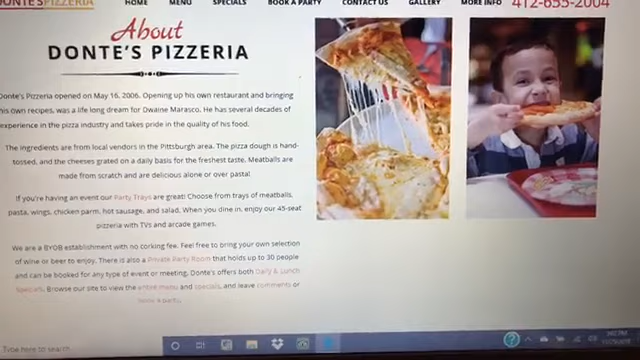 DONTE'S PIZZERIA
HOME MENU SPECIALS BOOK A PARTY CONTACT US GALLERY MORE INFO 412-655-2004
About
DONTE'S PIZZERIA
Donte's Pizzeria opened on May 16, 2006. Opening up his own restaurant and bringing
his own recipes, was a life long dream for Dwaine Marasco. He has several decades of
experience in the pizza industry and takes pride in the quality of his food.
The ingredients are from local vendors in the Pittsburgh area. The pizza dough is hand-
tossed, and the cheeses grated on a daily basis for the freshest taste. Meatballs are
made from scratch and are delicious alone or over pasta!
If you're having an event our Party Trays are great! Choose from trays of meatballs,
pasta, wings, chicken parm, hot sausage, and salad. When you dine in, enjoy our 45-seat
pizzeria with TVs and arcade games.
We are a BYOB establishment with no corking fee. Feel free to bring your own selection
of wine or beer to enjoy. There is also a Private Party Room that holds up to 30 people
and can be booked for any type of event or meeting. Donte's offers both Daily & Lunch
Specials. Browse our site to view the entire menu and specials, and leave comments or
book a party.
Type here to search